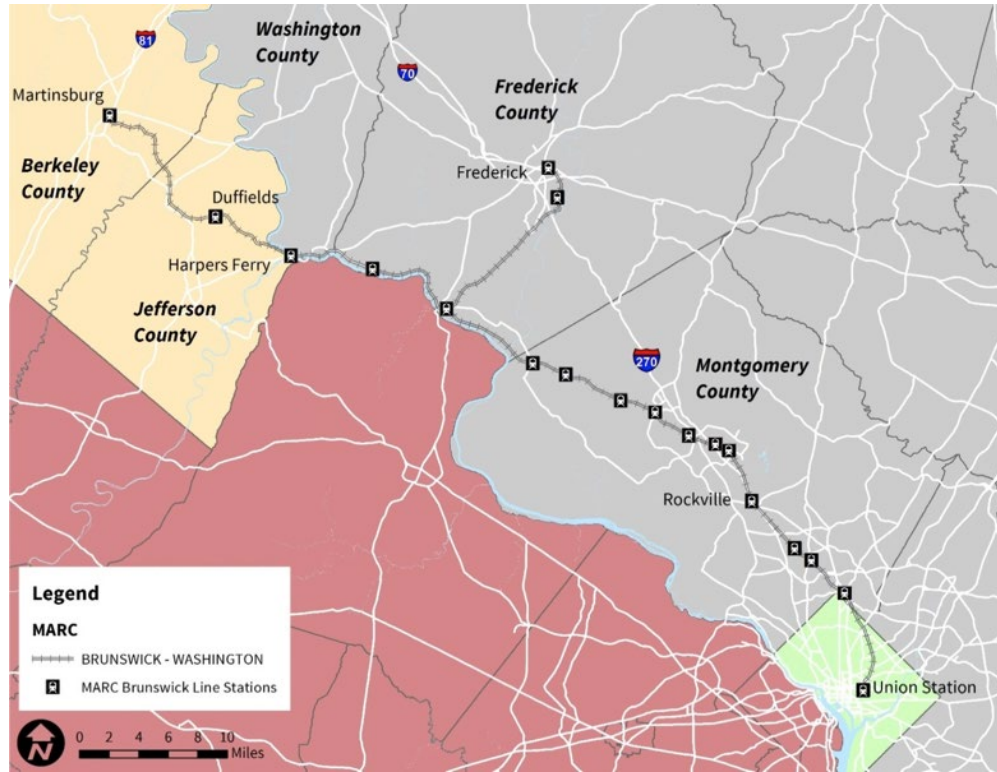 Washington
County
81
70
Frederick
County
Martinsburg
Frederick
Berkeley
County
Duffields
Harpers Ferry
Jefferson
County
270
Montgomery
County
Rockville
Union Station
Legend
MARC
BRUNSWICK - WASHINGTON
MARC Brunswick Line Stations
N
0 2 4 6 8 10
Miles